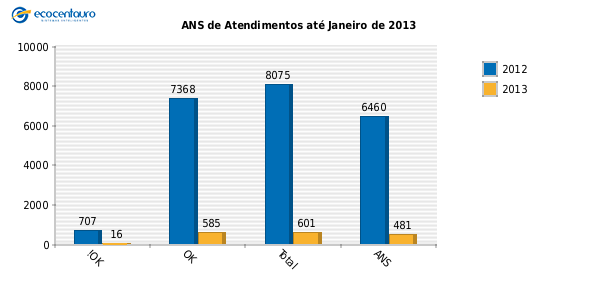 ecocentauro
ANS de Atendimentos até Janeiro de 2013
10000
8000
6000
4000
2000
0
707
16
7368
585
8075
601
6460
481
!OK
OK
Total
ANS
2012
2013